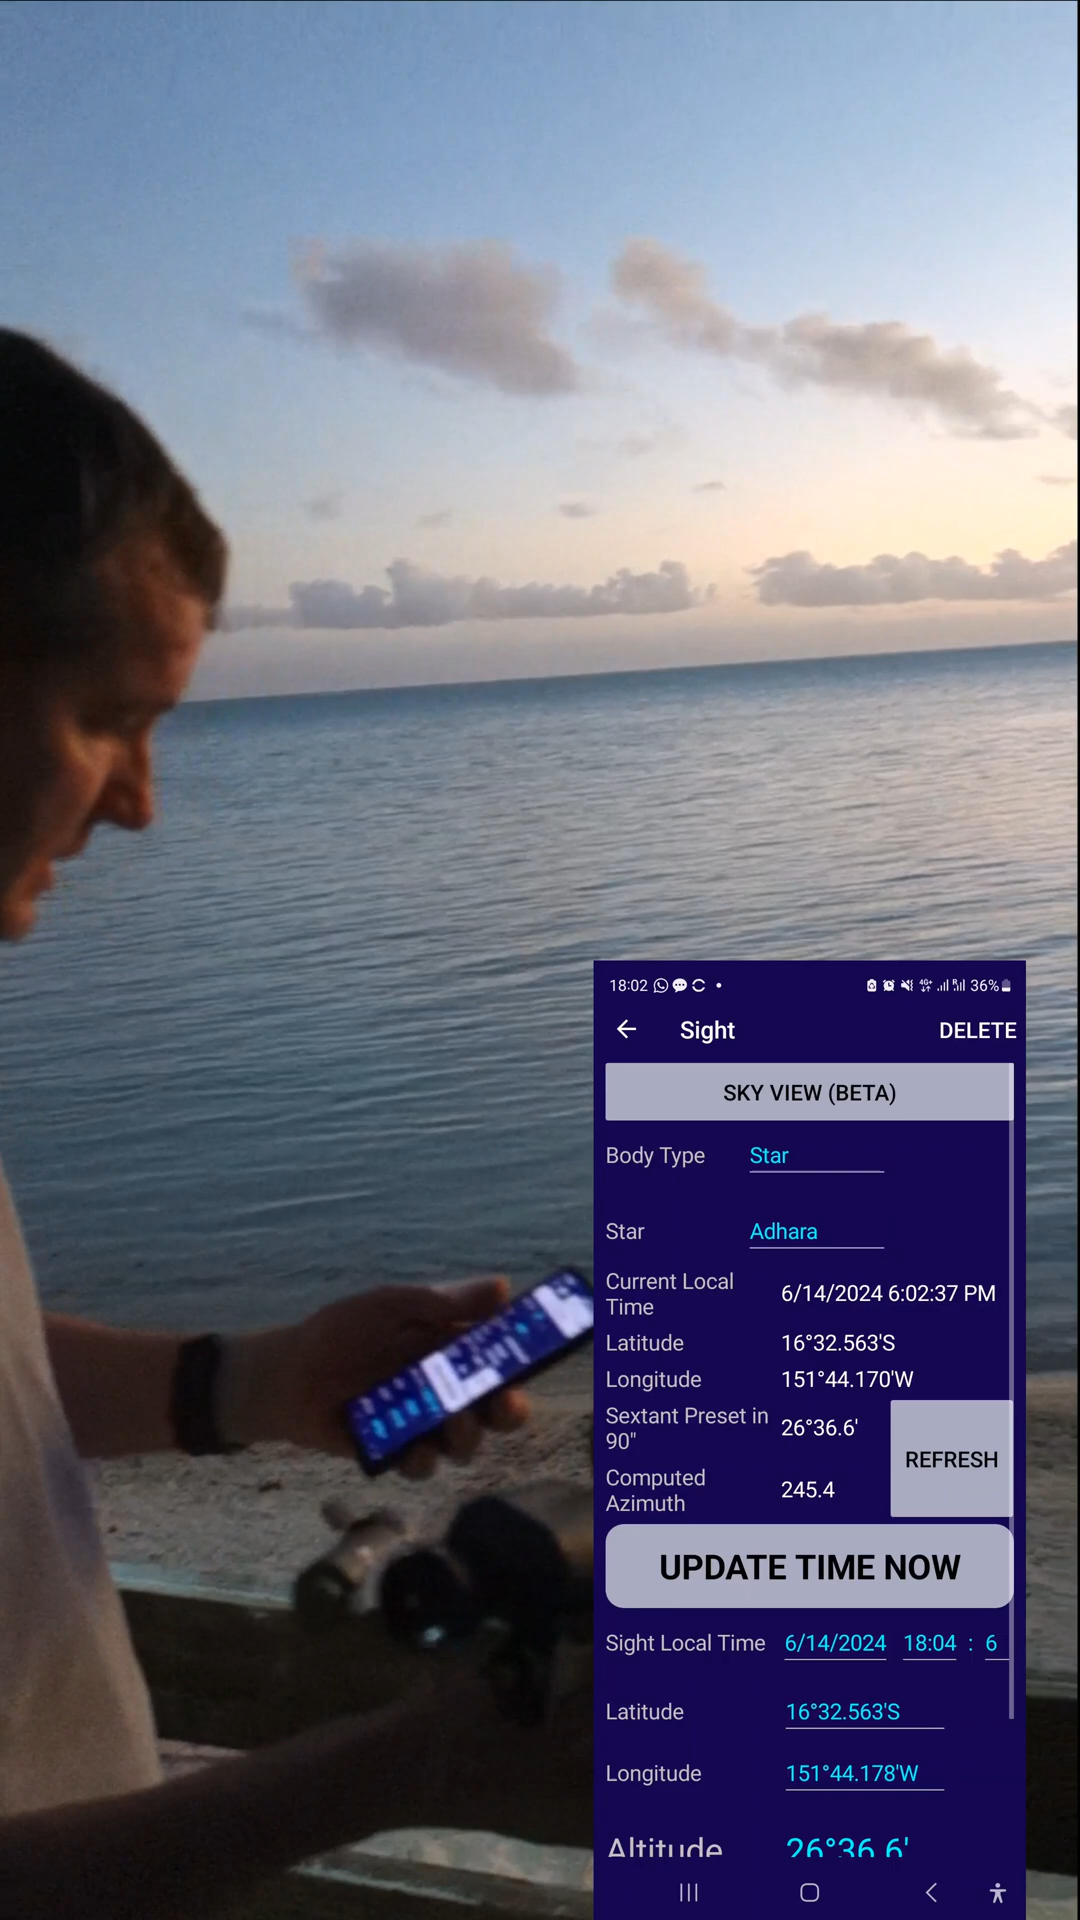 18:02 36%
Sight DELETE
SKY VIEW (BETA)
Body Type Star
Star Adhara
Current Local
Time 6/14/2024 6:02:37 PM
Latitude 16°32.563'S
Longitude 151°44.170'W
Sextant Preset in
90" 26°36.6'
REFRESH
Computed
Azimuth 245.4
UPDATE TIME NOW
Sight Local Time 6/14/2024 18:04 : 6
Latitude 16°32.563'S
Longitude 151°44.178'W
Altitude 26°36.6'